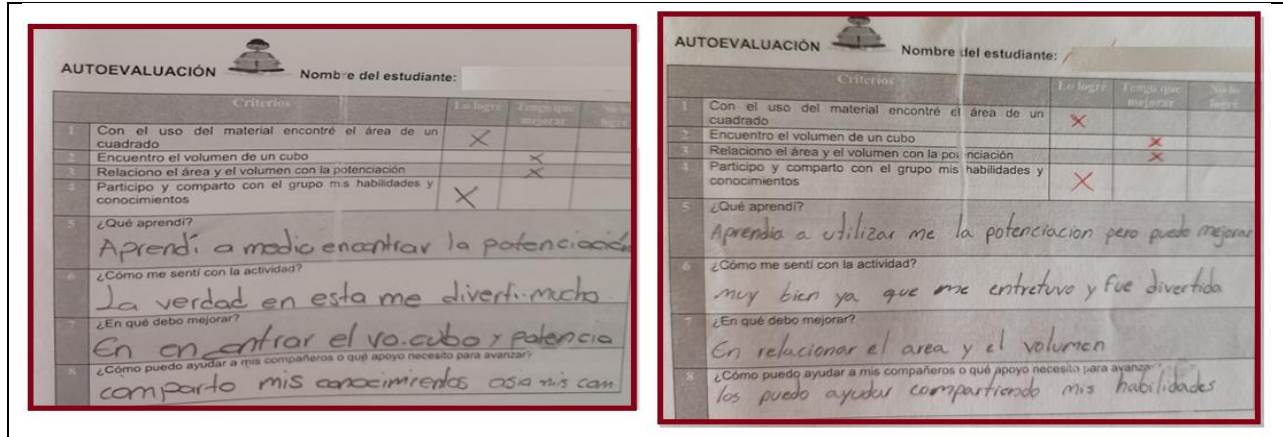 AUTOEVALUACIÓN Nombre del estudiante:
Criterios Lo logré Tengo que mejorar No lo logré
1 Con el uso del material encontré el área de un
cuadrado
2 Encuentro el volumen de un cubo
3 Relaciono el área y el volumen con la potenciación
4 Participo y comparto con el grupo mis habilidades y
conocimientos
5 ¿Qué aprendí?
Aprendi a medio encontrar la potenciación
6 ¿Cómo me sentí con la actividad?
La verdad en esta me diverti mucho.
7 ¿En qué debo mejorar?
En encontrar el vo.cubo y potencia
8 ¿Cómo puedo ayudar a mis compañeros o qué apoyo necesito para avanzar?
comparto mis conocimientos asia mis com
AUTOEVALUACIÓN Nombre del estudiante:
Criterios Lo logré Tengo que mejorar No lo logré
1 Con el uso del material encontré el área de un
cuadrado
2 Encuentro el volumen de un cubo
3 Relaciono el área y el volumen con la potenciación
4 Participo y comparto con el grupo mis habilidades y
conocimientos
5 ¿Qué aprendí?
Aprendia a utilizar me la potenciacion pero puedo mejorar
6 ¿Cómo me sentí con la actividad?
muy bien ya que me entretuvo y fue divertida
7 ¿En qué debo mejorar?
En relacionar el area y el volumen
8 ¿Cómo puedo ayudar a mis compañeros o qué apoyo necesito para avanzar
los puedo ayudar compartiendo mis habilidades